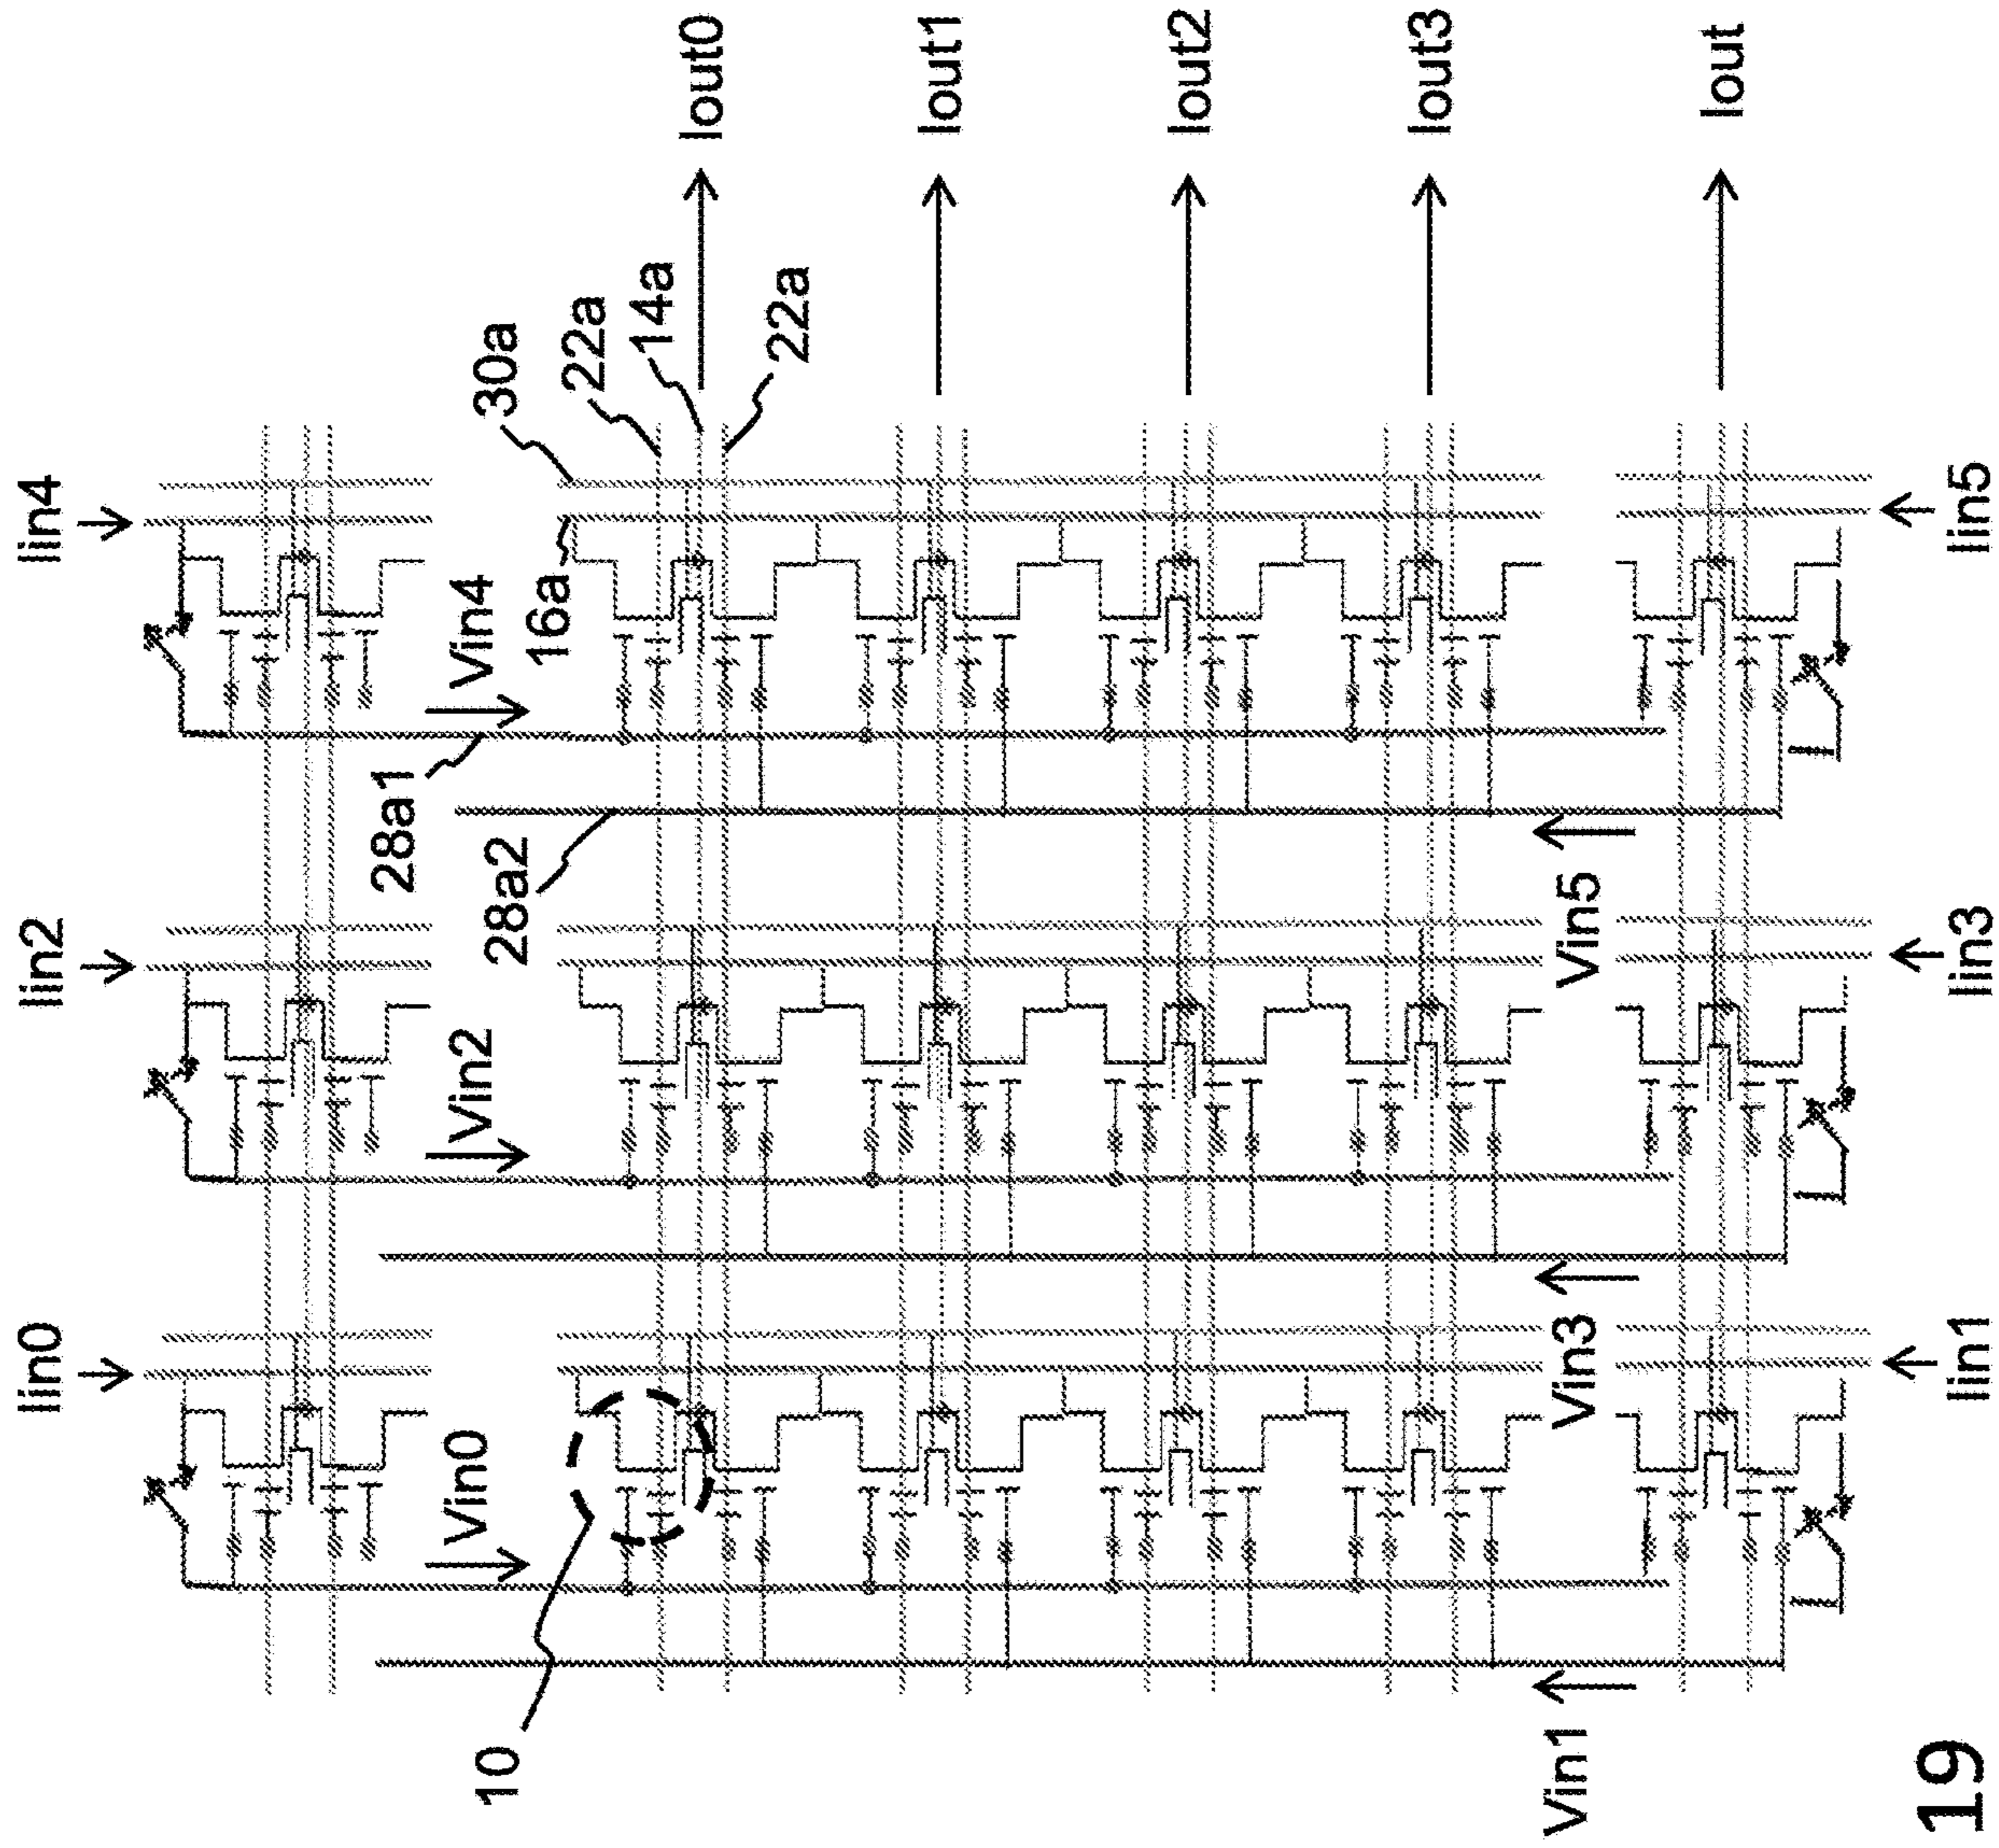 Iin0
Iin2
Iin4
Vin0
Vin2
Vin4
10
28a1
28a2
16a
30a
22a
14a
22a
Iout0
Iout1
Iout2
Iout3
Iout
Vin1
Vin3
Vin5
Iin1
Iin3
Iin5
19